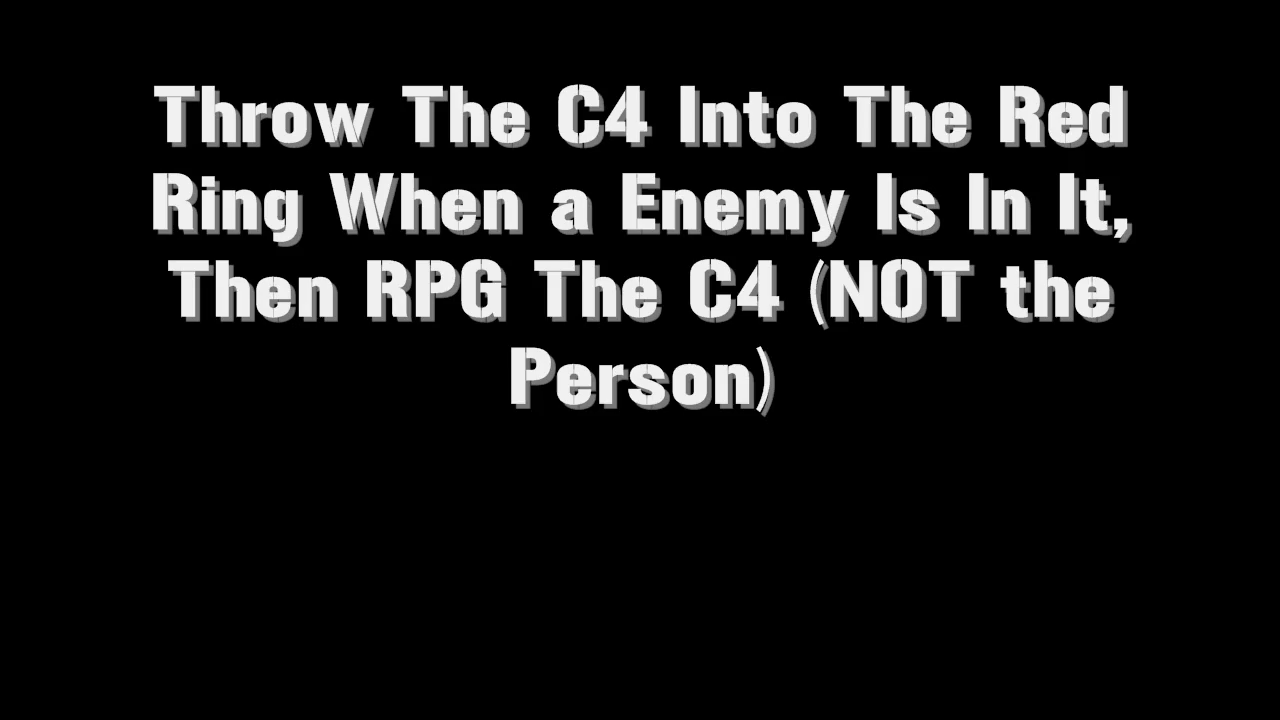 Throw The C4 Into The Red
Ring When a Enemy Is In It,
Then RPG The C4 (NOT the
Person)